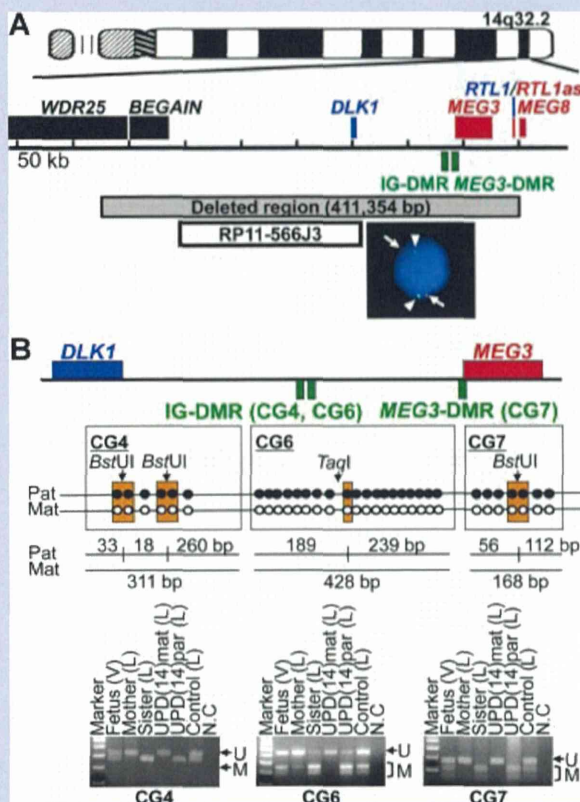 A
14q32.2
RTL1/RTL1as
WDR25 BEGAIN DLK1 MEG3 MEG8
50 kb
IG-DMR MEG3-DMR
Deleted region (411,354 bp)
RP11-566J3
B
DLK1 MEG3
IG-DMR (CG4, CG6) MEG3-DMR (CG7)
CG4 CG6 CG7
BstUI BstUI TaqI BstUI
Pat
Mat
Pat 33 18 260 bp 189 239 bp 56 112 bp
Mat 311 bp 428 bp 168 bp
Marker Fetus (V) Mother (L) Sister (L) UPD(14)mat (L) UPD(14)par (L) Control (L) N.C
Marker Fetus (V) Mother (L) Sister (L) UPD(14)mat (L) UPD(14)par (L) Control (L) N.C
Marker Fetus (V) Mother (L) Sister (L) UPD(14)mat (L) UPD(14)par (L) Control (L) N.C
U U U
M M M
CG4 CG6 CG7